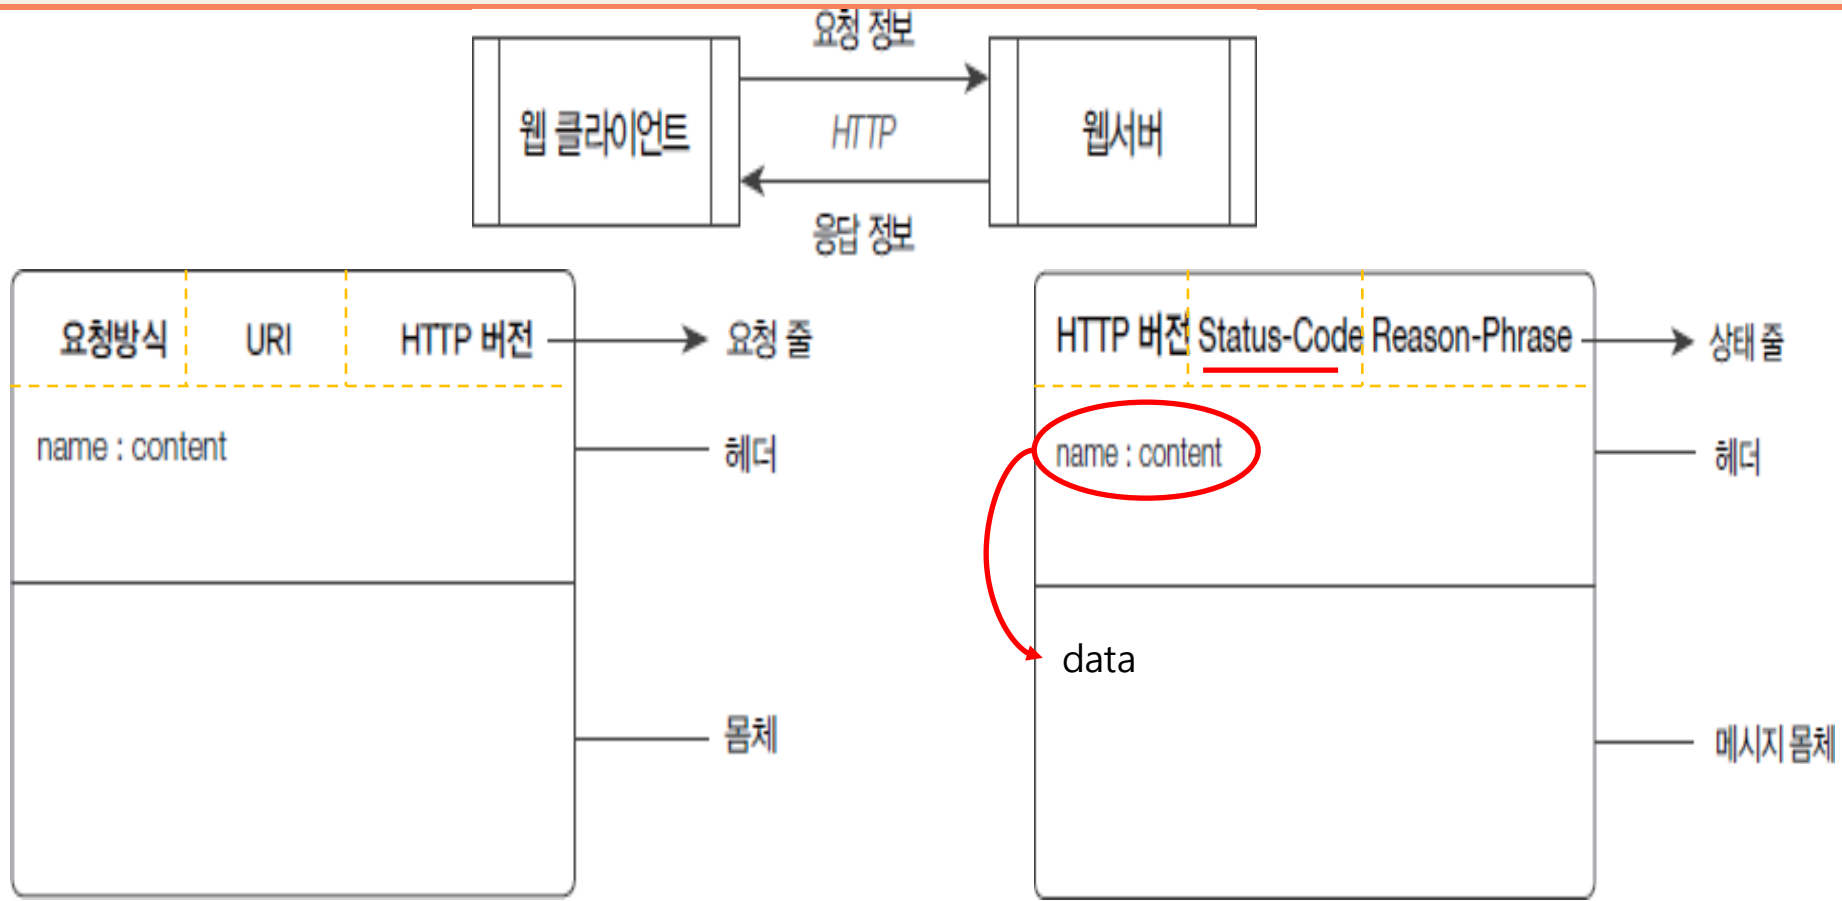 요청 정보
웹 클라이언트
HTTP
웹서버
응답 정보
요청방식 URI HTTP 버전
요청 줄
name : content
헤더
몸체
HTTP 버전 Status-Code Reason-Phrase
상태 줄
name : content
헤더
data
메시지 몸체